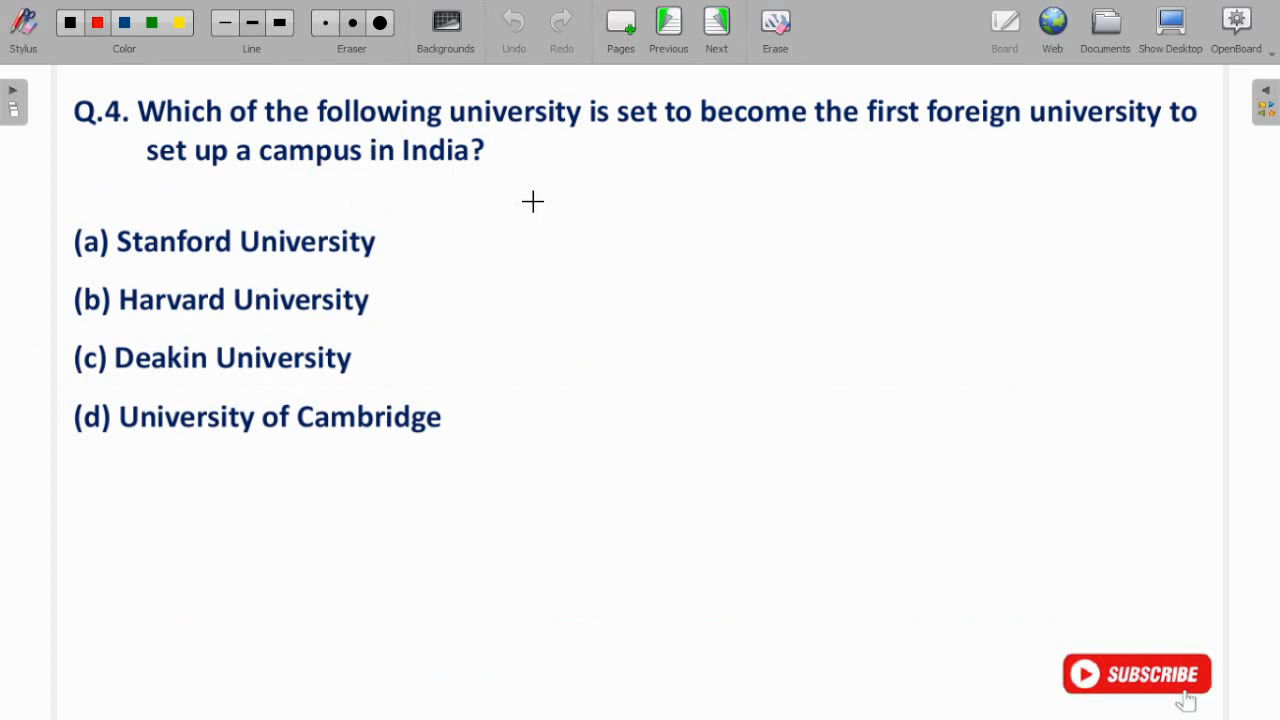 Stylus
Color
Line
Eraser
Backgrounds
Undo
Redo
Pages
Previous
Next
Erase
Board
Web
Documents
Show Desktop
OpenBoard
Q.4. Which of the following university is set to become the first foreign university to
set up a campus in India?
(a) Stanford University
(b) Harvard University
(c) Deakin University
(d) University of Cambridge
SUBSCRIBE